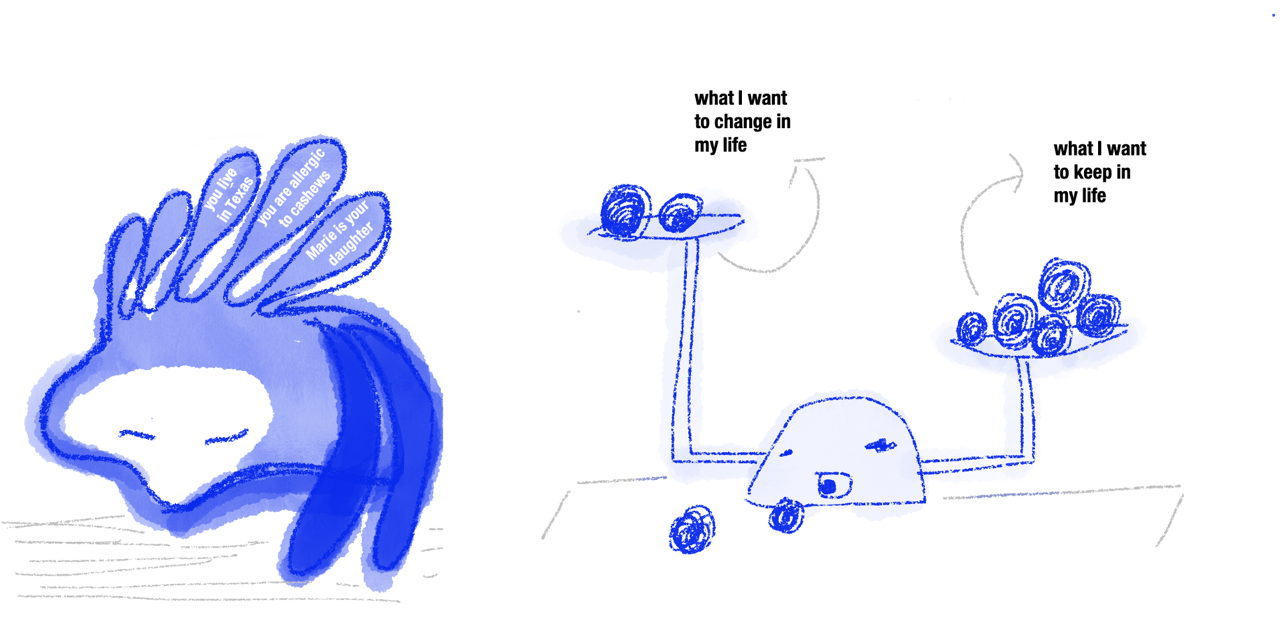 you live
in Texas
you are allergic
to cashews
Marie is your
daughter
what I want
to change in
my life
what I want
to keep in
my life